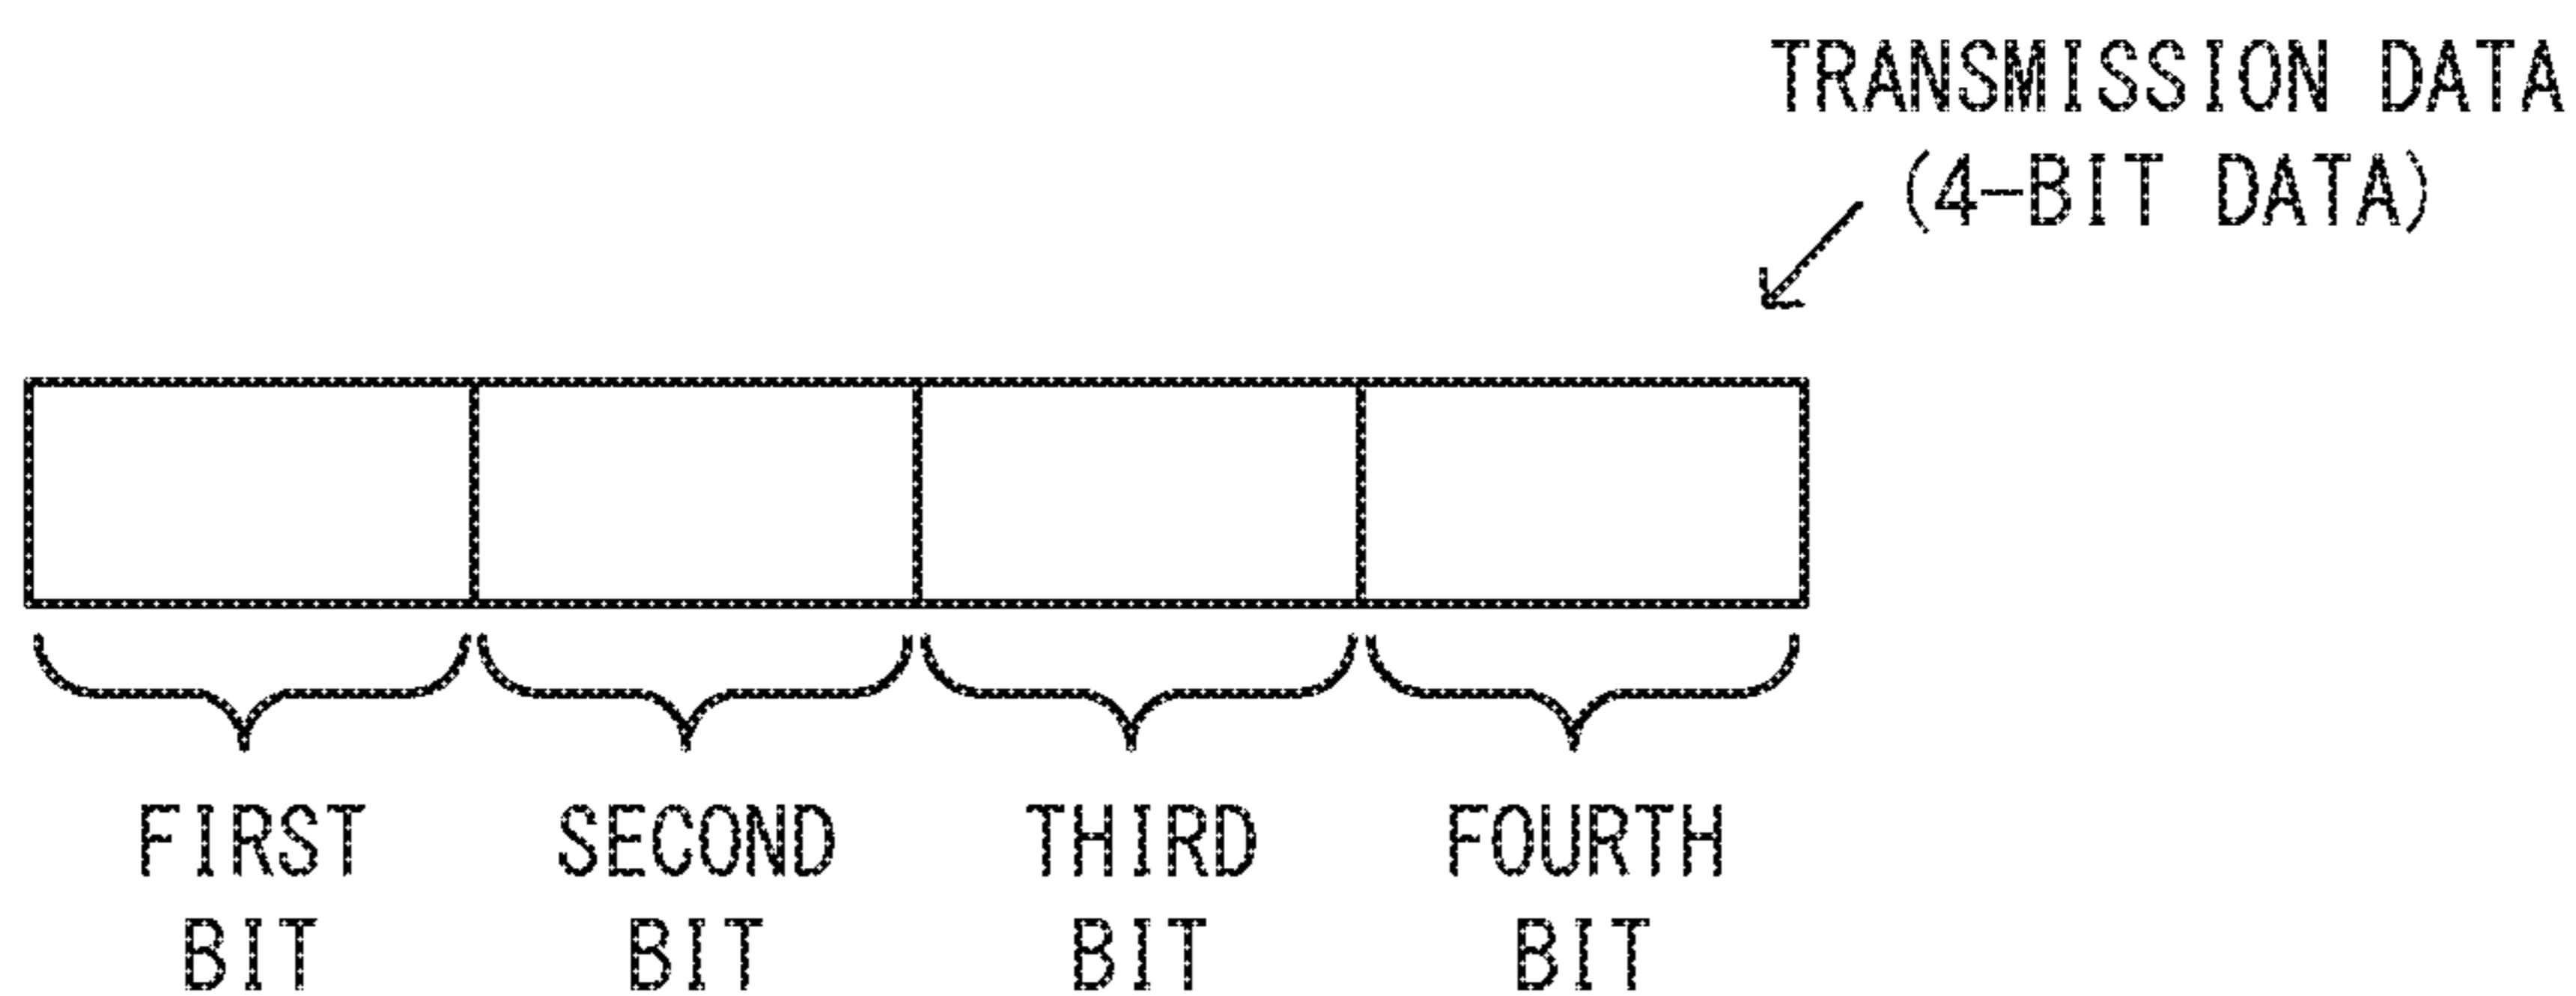 TRANSMISSION DATA
(4-BIT DATA)
FIRST
BIT
SECOND
BIT
THIRD
BIT
FOURTH
BIT